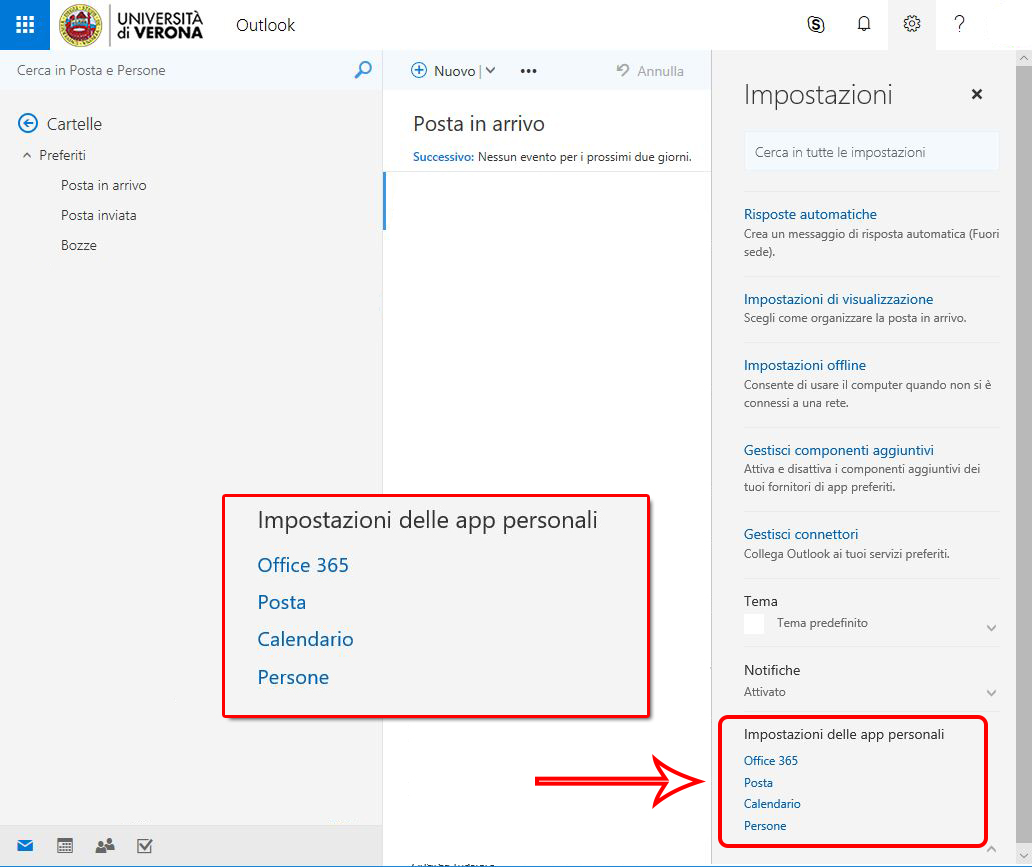 UNIVERSITÀ
di VERONA
Outlook
Cerca in Posta e Persone
Cartelle
Preferiti
Posta in arrivo
Posta inviata
Bozze
Nuovo
Annulla
Posta in arrivo
Successivo: Nessun evento per i prossimi due giorni.
Impostazioni delle app personali
Office 365
Posta
Calendario
Persone
Impostazioni
Cerca in tutte le impostazioni
Risposte automatiche
Crea un messaggio di risposta automatica (Fuori
sede).
Impostazioni di visualizzazione
Scegli come organizzare la posta in arrivo.
Impostazioni offline
Consente di usare il computer quando non si è
connessi a una rete.
Gestisci componenti aggiuntivi
Attiva e disattiva i componenti aggiuntivi dei
tuoi fornitori di app preferiti.
Gestisci connettori
Collega Outlook ai tuoi servizi preferiti.
Tema
Tema predefinito
Notifiche
Attivato
Impostazioni delle app personali
Office 365
Posta
Calendario
Persone